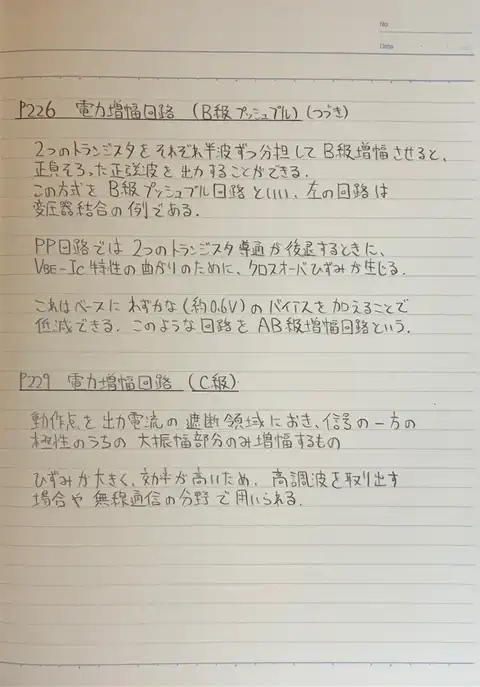 No
Date
P226 電力増幅回路 (B級プッシュプル) (つづき)
2つのトランジスタをそれぞれ半波ずつ分担してB級増幅させると、
正負そろった正弦波を出力することができる.
この方式をB級プッシュプル回路といい、左の回路は
変圧器結合の例である.
PP回路では2つのトランジスタ導通が後退するときに、
VBE-Ic特性の曲がりのために、クロスオーバひずみが生じる.
これはベースにわずかな(約0.6V)のバイアスを加えることで
低減できる. このような回路をAB級増幅回路という.
P229 電力増幅回路 (C級)
動作点を出力電流の遮断領域におき、信号の一方の
極性のうちの大振幅部分のみ増幅するもの
ひずみが大きく、効率が高いため、高調波を取り出す
場合や無線通信の分野で用いられる.